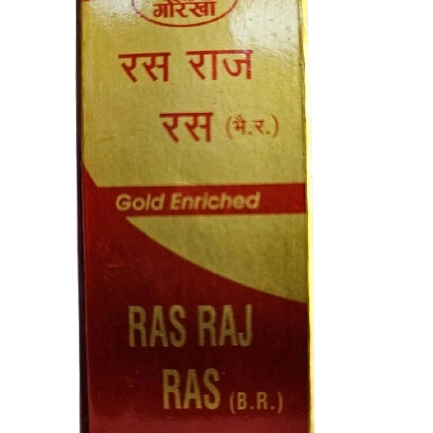 गोरखा
रस राज
रस (भै.र.)
Gold Enriched
RAS RAJ
RAS (B.R.)